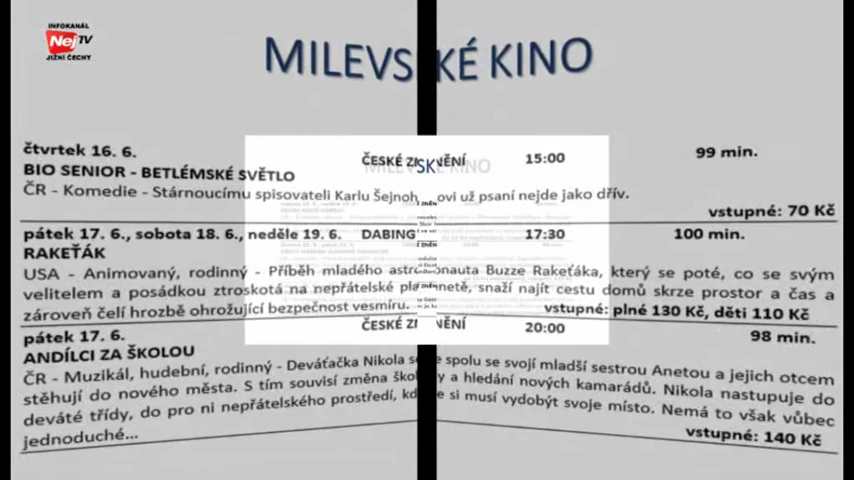 INFOKANÁL
Nej TV
JIŽNÍ ČECHY
MILEVSKÉ KINO
čtvrtek 16. 6. ČESKÉ ZNĚNÍ 15:00 99 min.
BIO SENIOR - BETLÉMSKÉ SVĚTLO
ČR - Komedie - Stárnoucímu spisovateli Karlu Šejnohovi už psaní nejde jako dřív.
vstupné: 70 Kč
pátek 17. 6., sobota 18. 6., neděle 19. 6. DABING 17:30 100 min.
RAKEŤÁK
USA - Animovaný, rodinný - Příběh mladého astronauta Buzze Rakeťáka, který se poté, co se svým
velitelem a posádkou ztroskotá na nepřátelské planetě, snaží najít cestu domů skrze prostor a čas a
zároveň čelí hrozbě ohrožující bezpečnost vesmíru. vstupné: plné 130 Kč, děti 110 Kč
pátek 17. 6. ČESKÉ ZNĚNÍ 20:00 98 min.
ANDÍLCI ZA ŠKOLOU
ČR - Muzikál, hudební, rodinný - Deváťačka Nikola se spolu se svojí mladší sestrou Anetou a jejich otcem
stěhují do nového města. S tím souvisí změna školy a hledání nových kamarádů. Nikola nastupuje do
deváté třídy, do pro ni nepřátelského prostředí, kde si musí vydobýt svoje místo. Nemá to však vůbec
jednoduché...
vstupné: 140 Kč